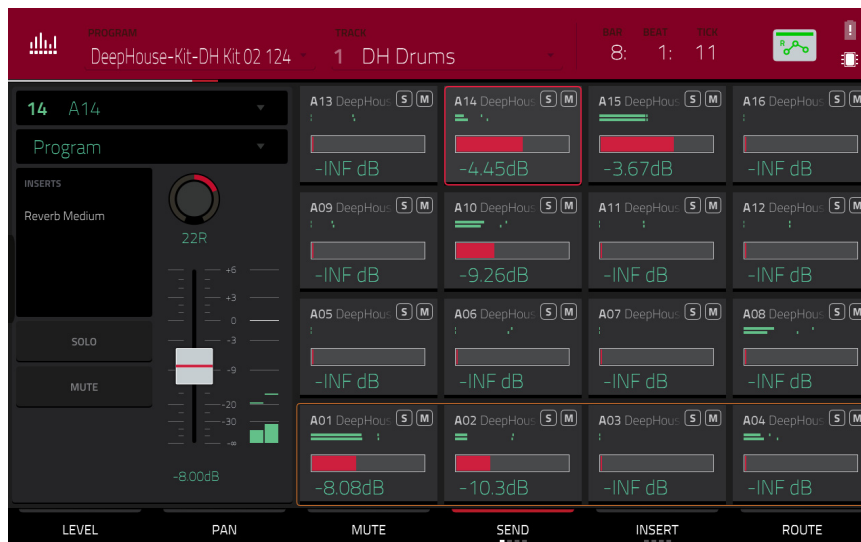 PROGRAM TRACK BAR BEAT TICK
DeepHouse-Kit-DH Kit 02 124 1 DH Drums 8: 1: 11
R
!
14 A14
Program
INSERTS
Reverb Medium
22R
+6
+3
0
-3
-9
-20
-30
-∞
SOLO
MUTE
-8.00dB
A13 DeepHous S M
-INF dB
A14 DeepHous S M
-4.45dB
A15 DeepHous S M
-3.67dB
A16 DeepHous S M
-INF dB
A09 DeepHous S M
-INF dB
A10 DeepHous S M
-9.26dB
A11 DeepHous S M
-INF dB
A12 DeepHous S M
-INF dB
A05 DeepHous S M
-INF dB
A06 DeepHous S M
-INF dB
A07 DeepHous S M
-INF dB
A08 DeepHous S M
-INF dB
A01 DeepHous S M
-8.08dB
A02 DeepHous S M
-10.3dB
A03 DeepHous S M
-INF dB
A04 DeepHous S M
-INF dB
LEVEL PAN MUTE SEND INSERT ROUTE